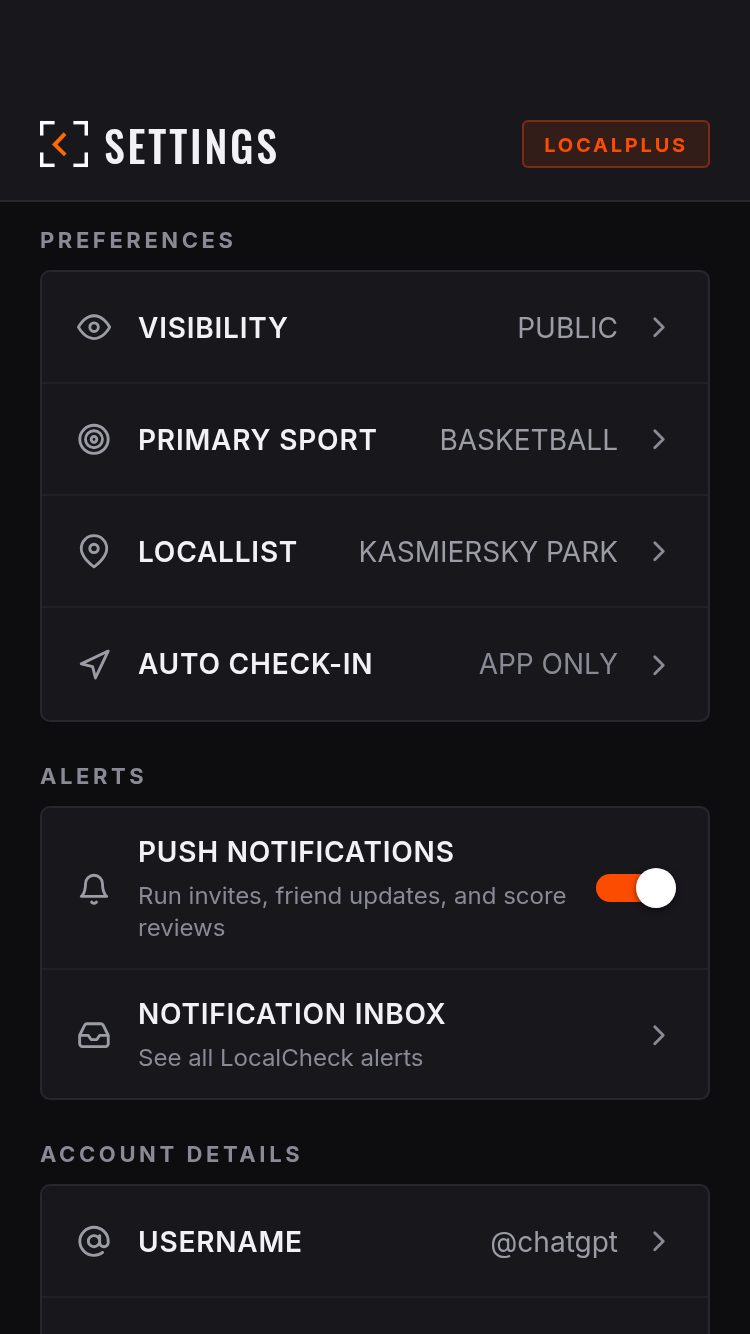 SETTINGS
LOCALPLUS
PREFERENCES
VISIBILITY PUBLIC
PRIMARY SPORT BASKETBALL
LOCALLIST KASMIERSKY PARK
AUTO CHECK-IN APP ONLY
ALERTS
PUSH NOTIFICATIONS
Run invites, friend updates, and score
reviews
NOTIFICATION INBOX
See all LocalCheck alerts
ACCOUNT DETAILS
USERNAME @chatgpt